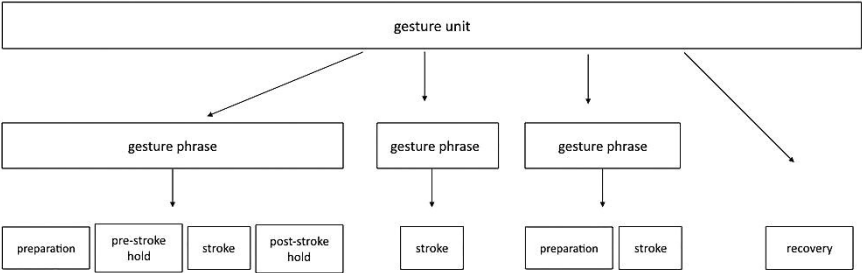 gesture unit
gesture phrase
gesture phrase
gesture phrase
preparation
pre-stroke
hold
stroke
post-stroke
hold
stroke
preparation
stroke
recovery